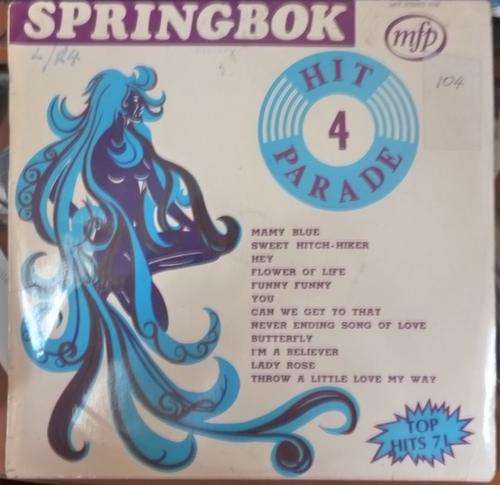 SPRINGBOK
mfp
HIT
4
PARADE
104
MAMY BLUE
SWEET HITCH-HIKER
HEY
FLOWER OF LIFE
FUNNY FUNNY
YOU
CAN WE GET TO THAT
NEVER ENDING SONG OF LOVE
BUTTERFLY
I'M A BELIEVER
LADY ROSE
THROW A LITTLE LOVE MY WAY
TOP
HITS 71